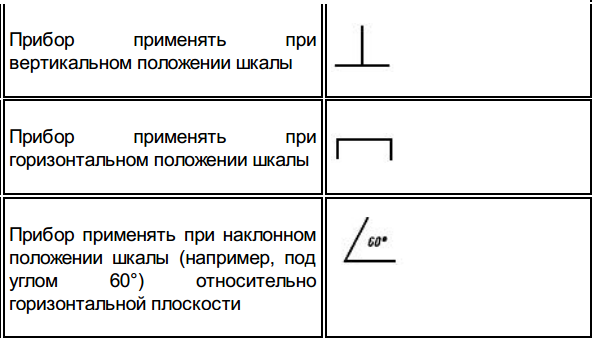 Прибор применять при
вертикальном положении шкалы
Прибор применять при
горизонтальном положении шкалы
Прибор применять при наклонном
положении шкалы (например, под
углом 60°) относительно
горизонтальной плоскости
60°